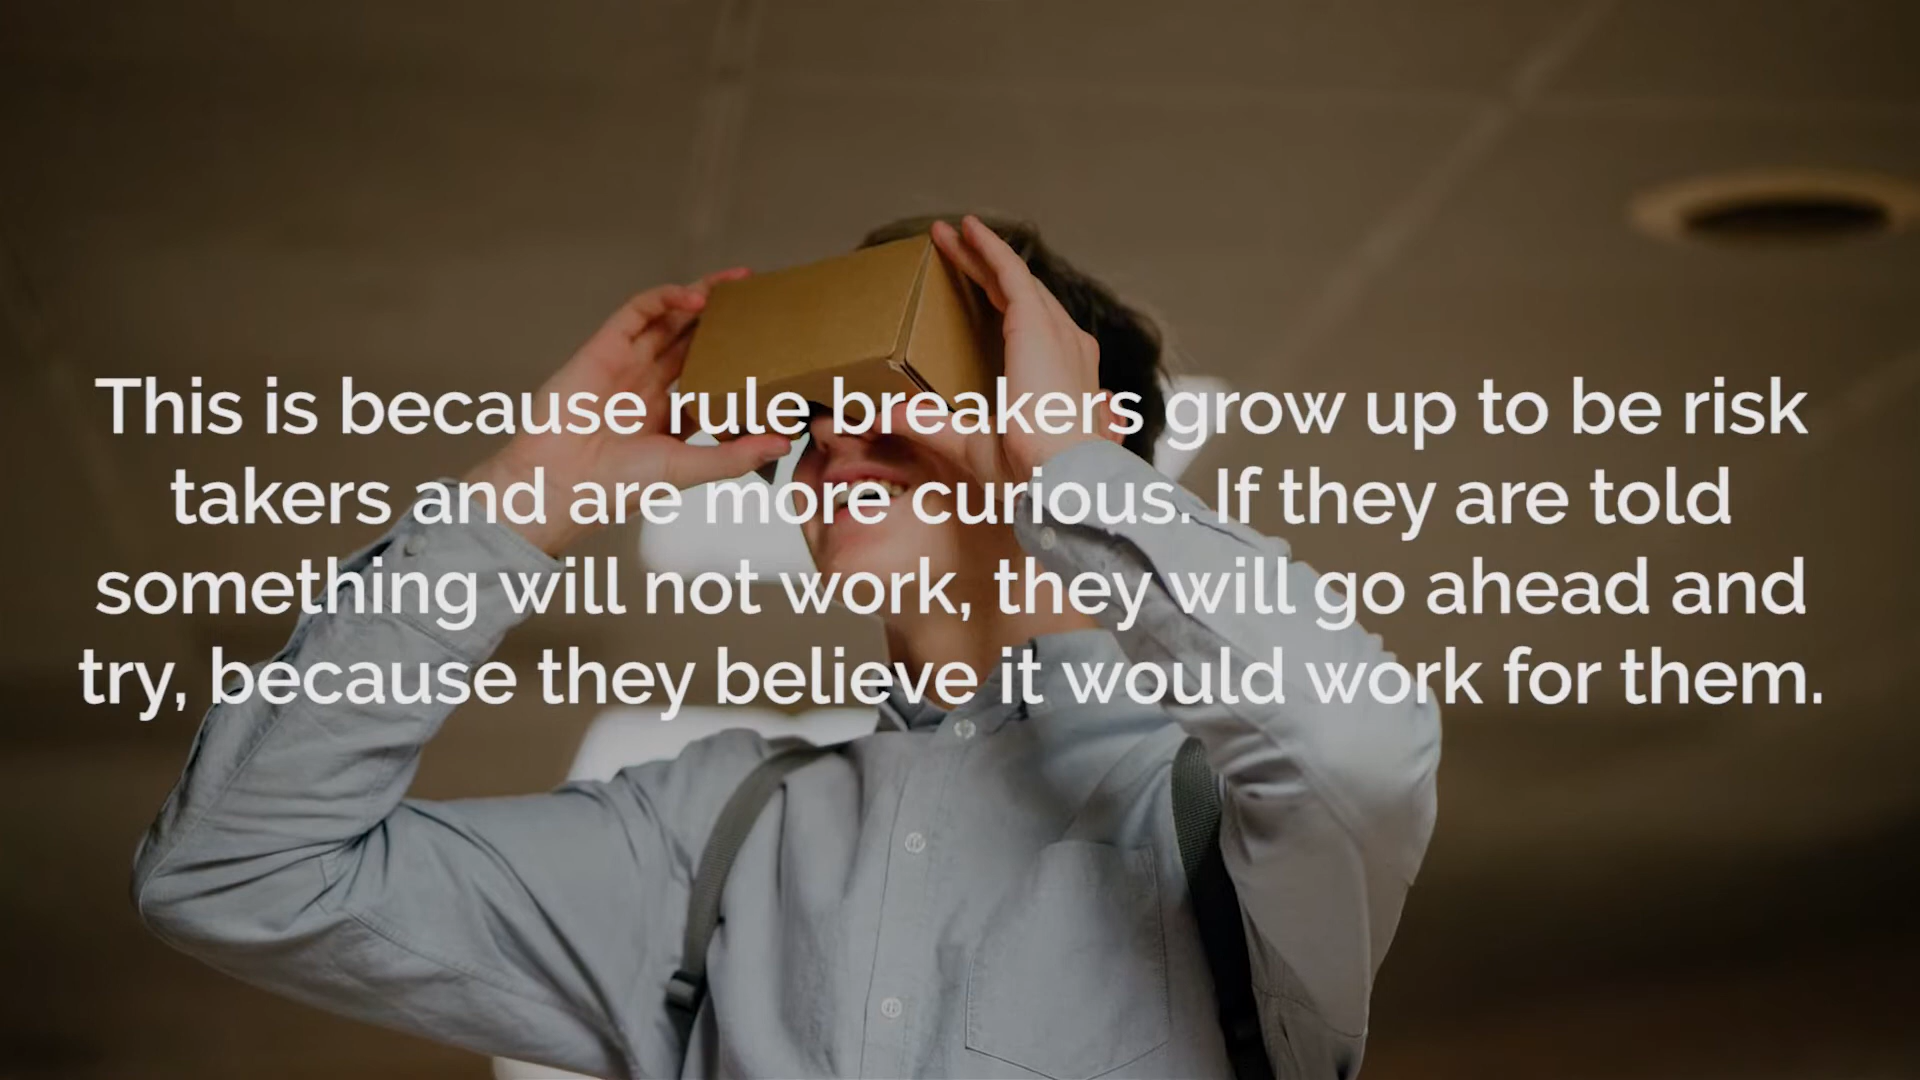 This is because rule breakers grow up to be risk
takers and are more curious. If they are told
something will not work, they will go ahead and
try, because they believe it would work for them.